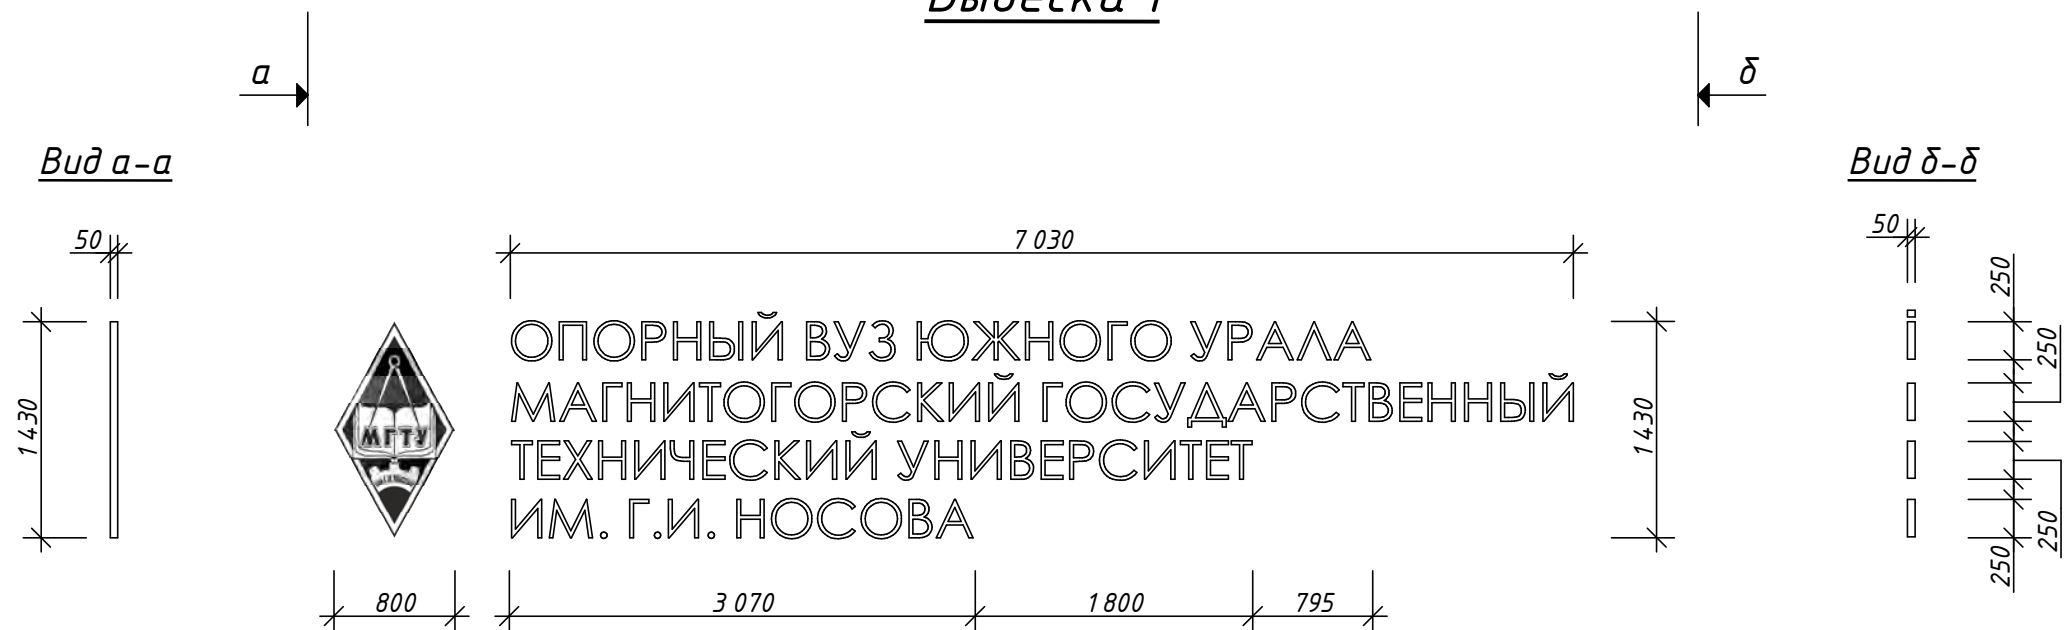 Вывеска 1
а
б
Вид а-а
Вид б-б
50
7 030
50
250
250
1 430
МГТУ
ОПОРНЫЙ ВУЗ ЮЖНОГО УРАЛА
МАГНИТОГОРСКИЙ ГОСУДАРСТВЕННЫЙ
ТЕХНИЧЕСКИЙ УНИВЕРСИТЕТ
ИМ. Г.И. НОСОВА
1 430
250
250
800
3 070
1 800
795